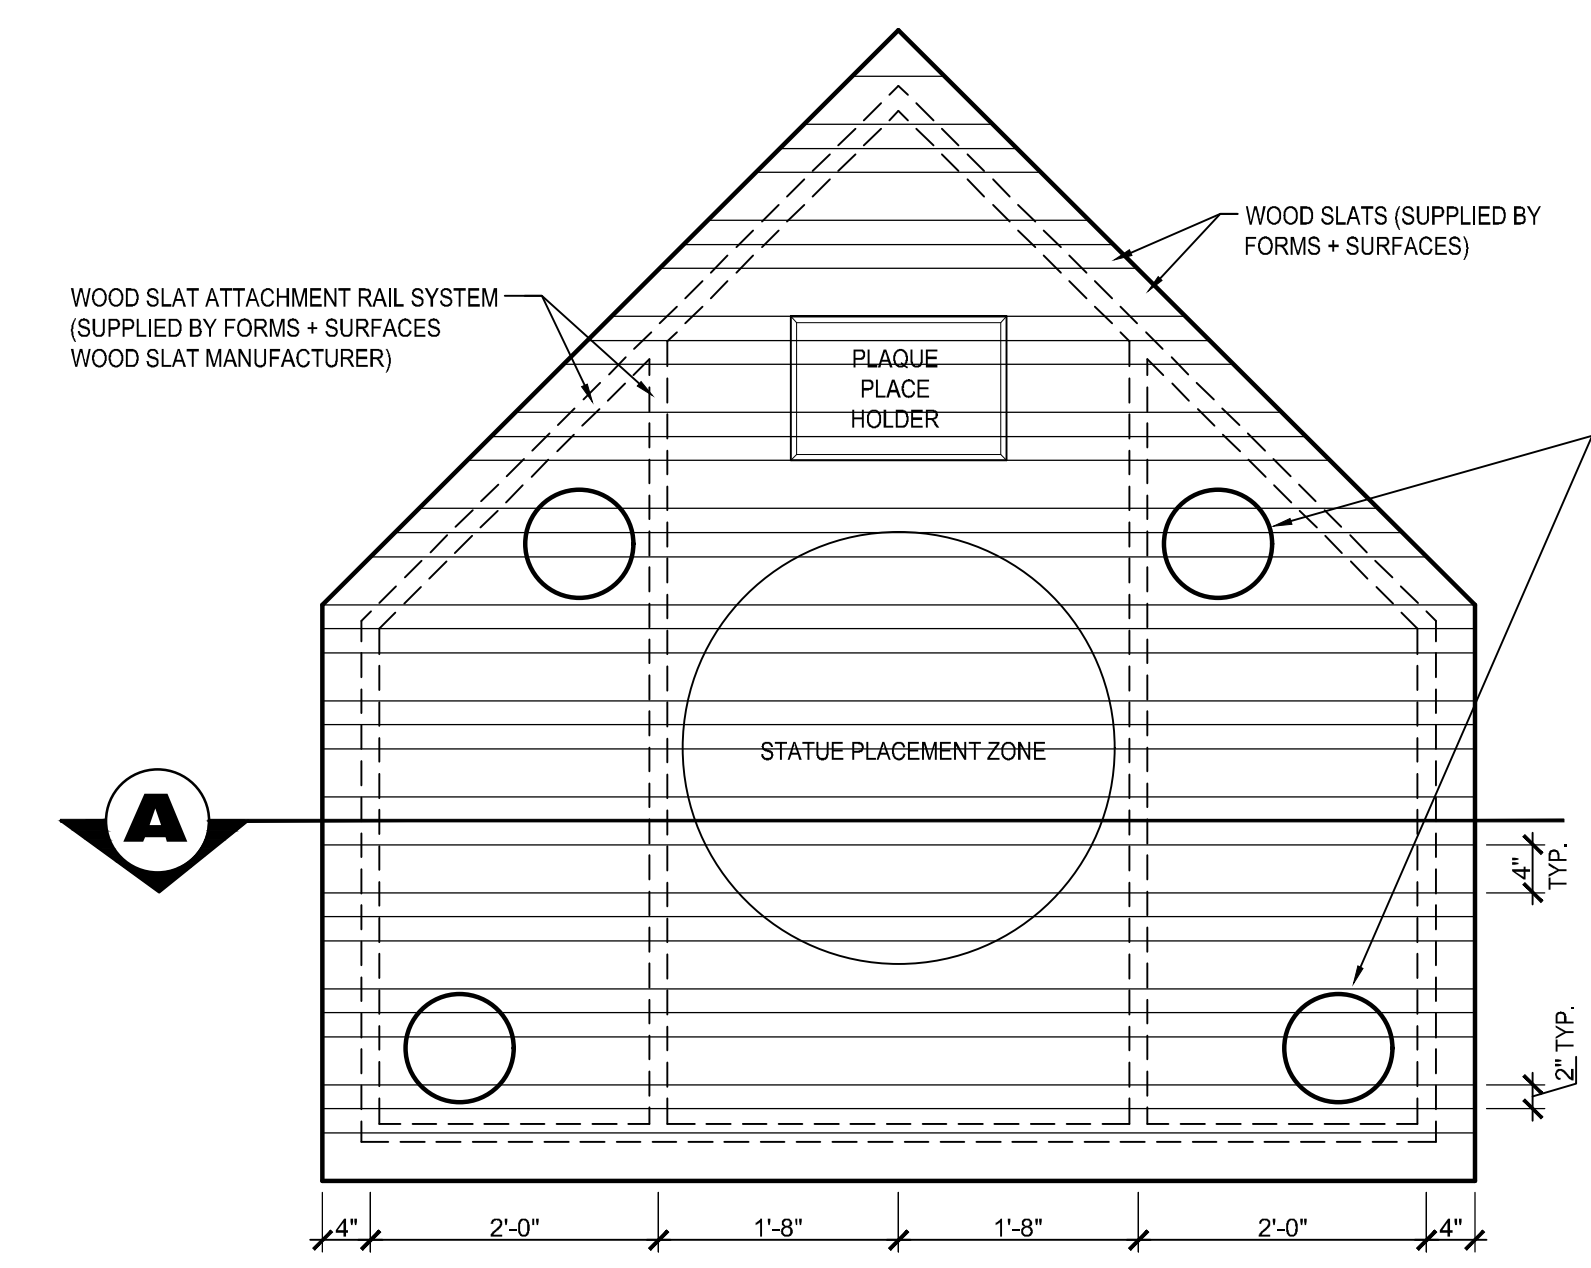 WOOD SLATS (SUPPLIED BY
FORMS + SURFACES)
WOOD SLAT ATTACHMENT RAIL SYSTEM
(SUPPLIED BY FORMS + SURFACES
WOOD SLAT MANUFACTURER)
PLAQUE
PLACE
HOLDER
STATUE PLACEMENT ZONE
A
4"
TYP.
2" TYP.
4"
2'-0"
1'-8"
1'-8"
2'-0"
4"